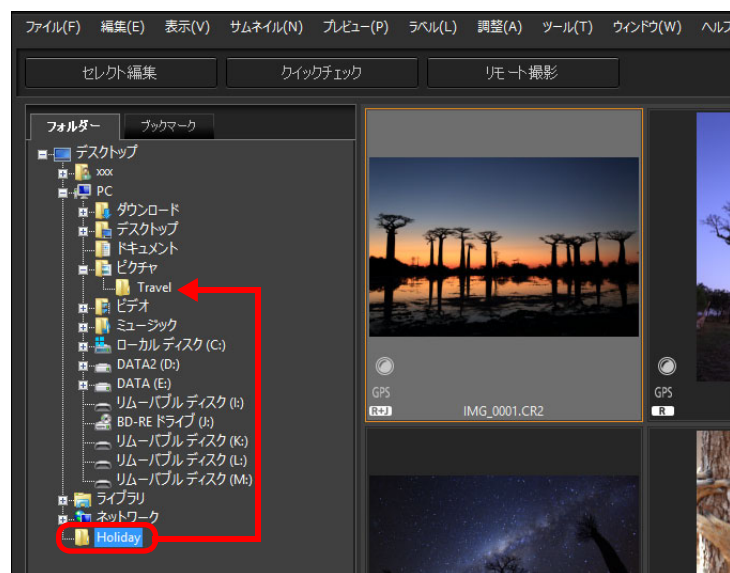 ファイル(F) 編集(E) 表示(V) サムネイル(N) プレビュー(P) ラベル(L) 調整(A) ツール(T) ウィンドウ(W) ヘルプ
セレクト編集 クイックチェック リモート撮影
フォルダー ブックマーク
デスクトップ
xxx
PC
ダウンロード
デスクトップ
ドキュメント
ピクチャ
Travel
ビデオ
ミュージック
ローカル ディスク (C:)
DATA2 (D:)
DATA (E:)
リムーバブル ディスク (I:)
BD-RE ドライブ (J:)
リムーバブル ディスク (K:)
リムーバブル ディスク (L:)
リムーバブル ディスク (M:)
ライブラリ
ネットワーク
Holiday
GPS
R+J
IMG_0001.CR2
GPS
R